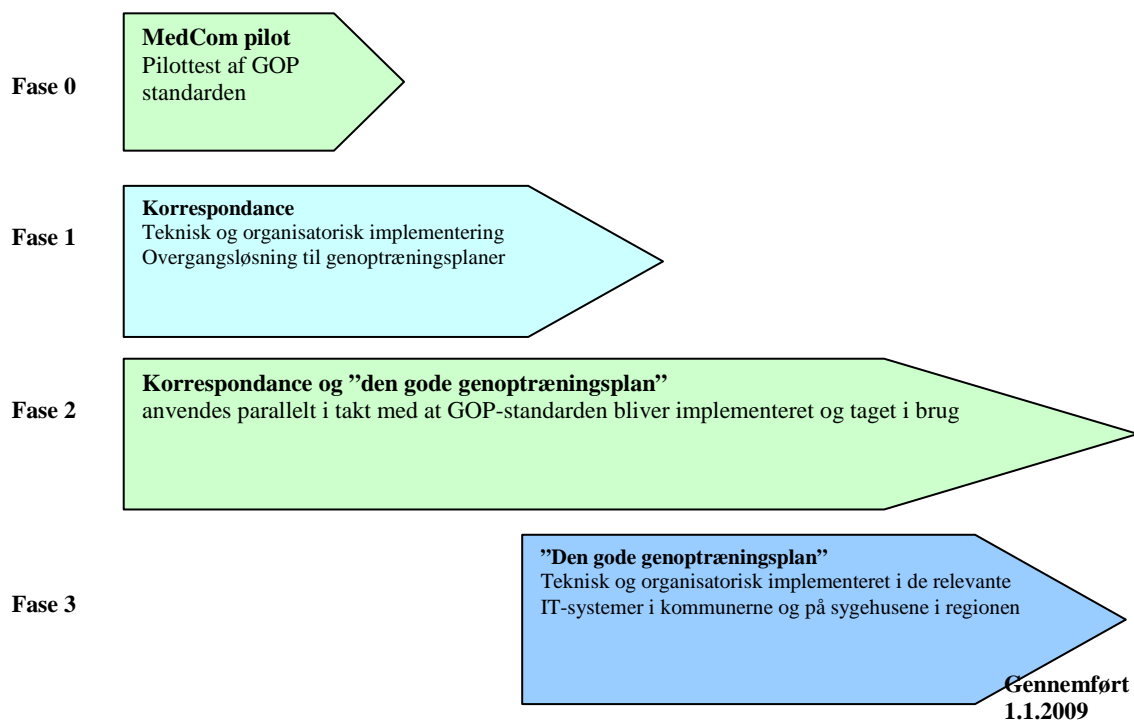 MedCom pilot
Pilottest af GOP
standarden
Fase 0
Korrespondance
Teknisk og organisatorisk implementering
Overgangsløsning til genoptræningsplaner
Fase 1
Korrespondance og ”den gode genoptræningsplan”
anvendes parallelt i takt med at GOP-standarden bliver implementeret og taget i brug
Fase 2
”Den gode genoptræningsplan”
Teknisk og organisatorisk implementeret i de relevante
IT-systemer i kommunerne og på sygehusene i regionen
Fase 3
Gennemført
1.1.2009